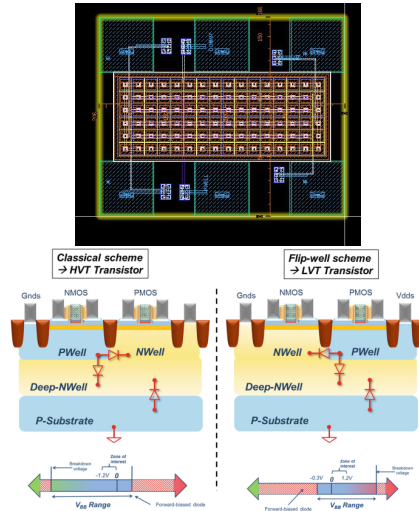 150
Classical scheme
→ HVT Transistor
Flip-well scheme
→ LVT Transistor
Gnds
NMOS
PMOS
Gnds
NMOS
PMOS
Vdds
PWell
NWell
NWell
PWell
Deep-NWell
Deep-NWell
P-Substrate
P-Substrate
Breakdown
voltage
Zone of
interest
-1.2V
0
VBB Range
Forward-biased diode
Zone of
interest
-0.3V
0
1.2V
Breakdown
voltage
VBB Range
Forward-biased diode